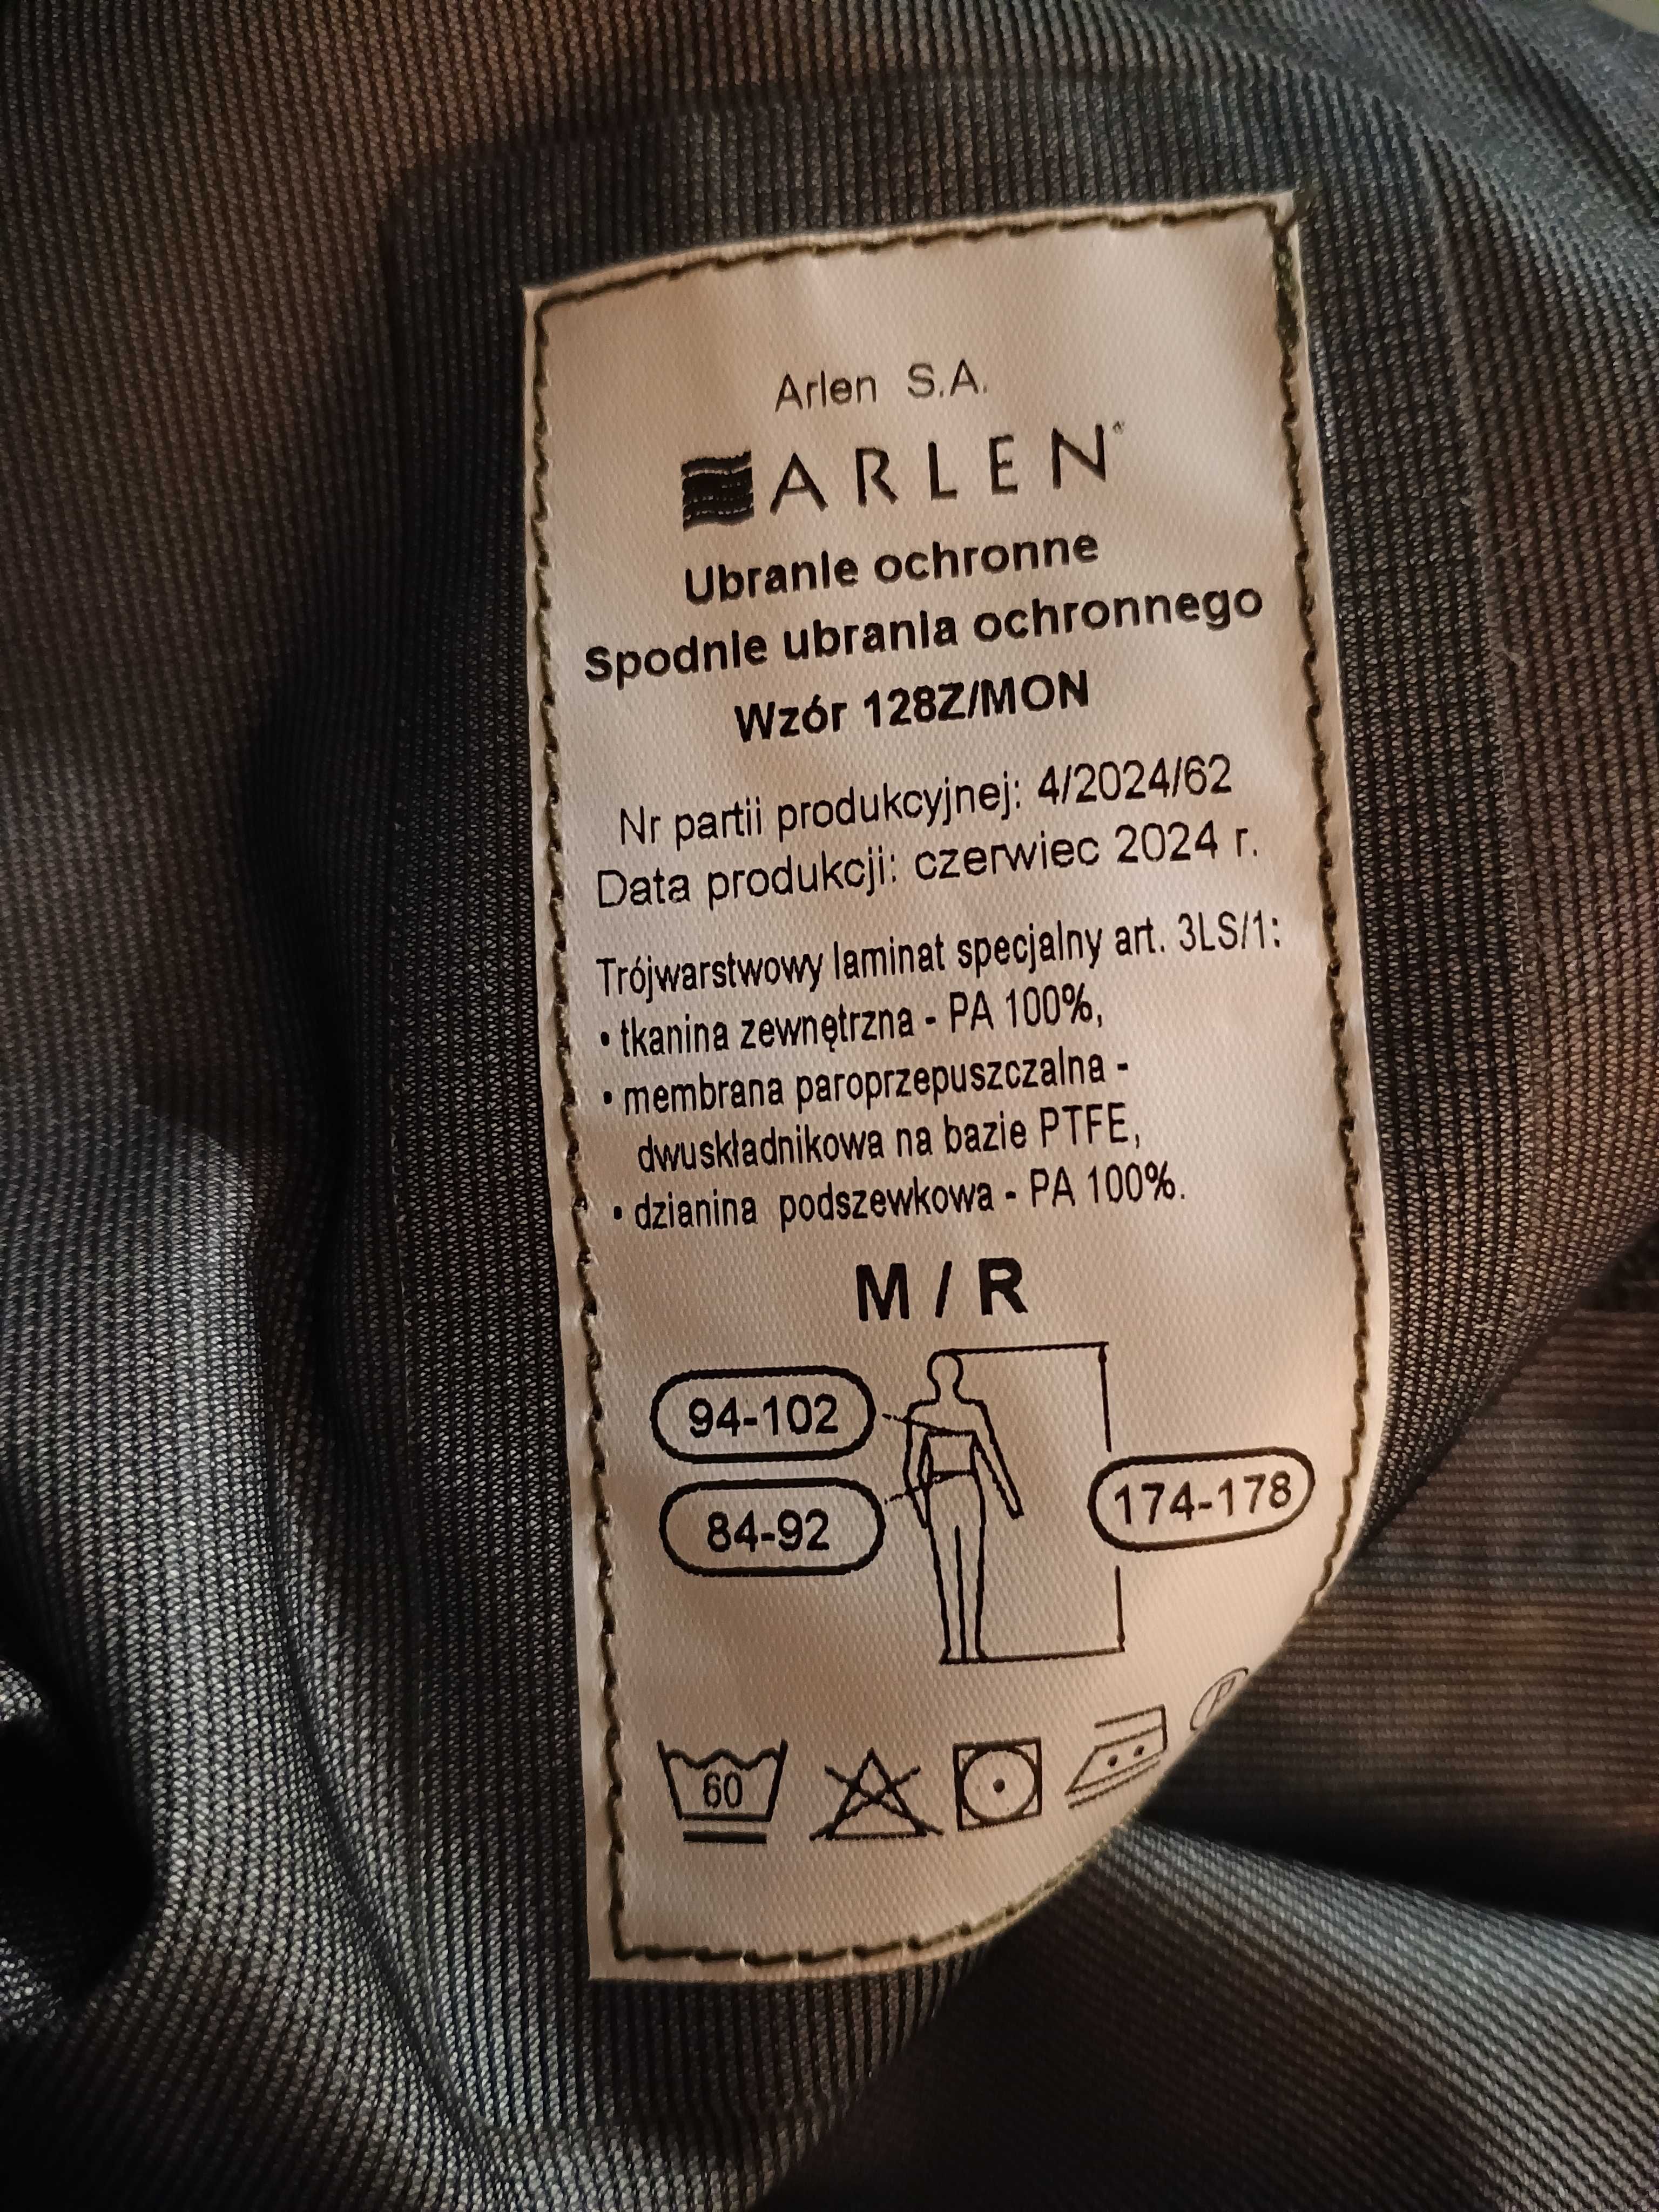 Arlen S.A.
ARLEN®
Ubranie ochronne
Spodnie ubrania ochronnego
Wzór 128Z/MON
Nr partii produkcyjnej: 4/2024/62
Data produkcji: czerwiec 2024 r.
Trójwarstwowy laminat specjalny art. 3LS/1:
• tkanina zewnętrzna - PA 100%,
• membrana paroprzepuszczalna -
dwuskładnikowa na bazie PTFE,
• dzianina podszewkowa - PA 100%.
M / R
94-102
84-92
174-178
60
P